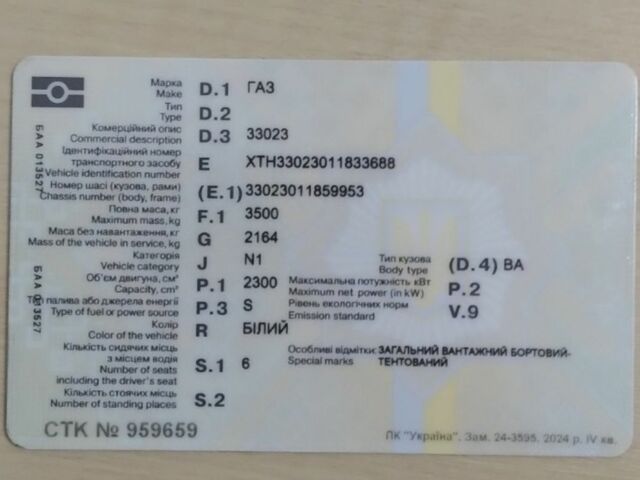 Марка
Make D.1 ГАЗ
Тип
Type D.2
Комерційний опис
Commercial description D.3 33023
Ідентифікаційний номер
транспортного засобу
Vehicle identification number E XTH33023011833688
Номер шасі (кузова, рами)
Chassis number (body, frame) (E.1) 33023011859953
Повна маса, кг
Maximum mass, kg F.1 3500
Маса без навантаження, кг
Mass of the vehicle in service, kg G 2164
Категорія
Vehicle category J N1
Тип кузова
Body type (D.4) BA
Об'єм двигуна, см³
Capacity, cm³ P.1 2300
Максимальна потужність кВт
Maximum net power (in kW) P.2
Тип палива або джерела енергії
Type of fuel or power source P.3 S
Рівень екологічних норм
Emission standard V.9
Колір
Color of the vehicle R БІЛИЙ
Кількість сидячих місць
з місцем водія
Number of seats
including the driver's seat S.1 6
Особливі відмітки: ЗАГАЛЬНИЙ ВАНТАЖНИЙ БОРТОВИЙ-
Special marks ТЕНТОВАНИЙ
Кількість стоячих місць
Number of standing places S.2
СТК № 959659
ПК "Україна". Зам. 24-3595. 2024 р. IV кв.
БАА 013527
БАА 013527